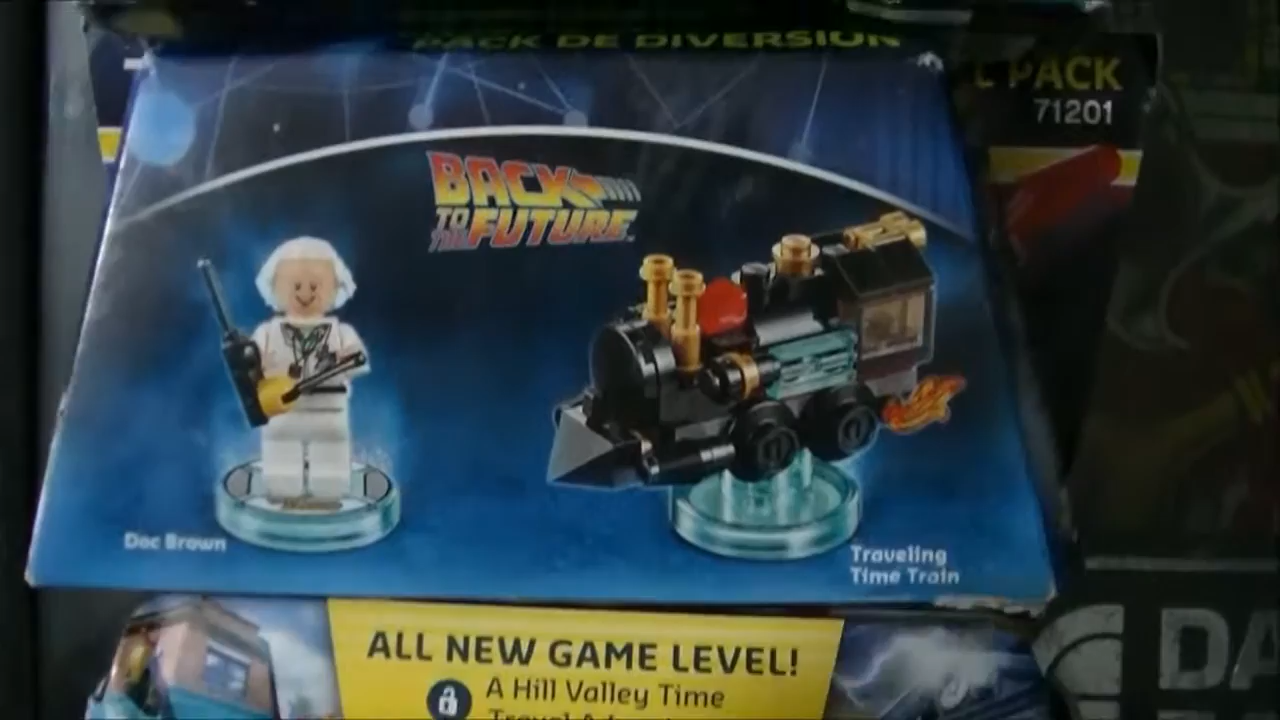 PACK DE DIVERSION
L PACK
71201
BACK
TO THE FUTURE
Doc Brown
Traveling
Time Train
ALL NEW GAME LEVEL!
A Hill Valley Time
DA